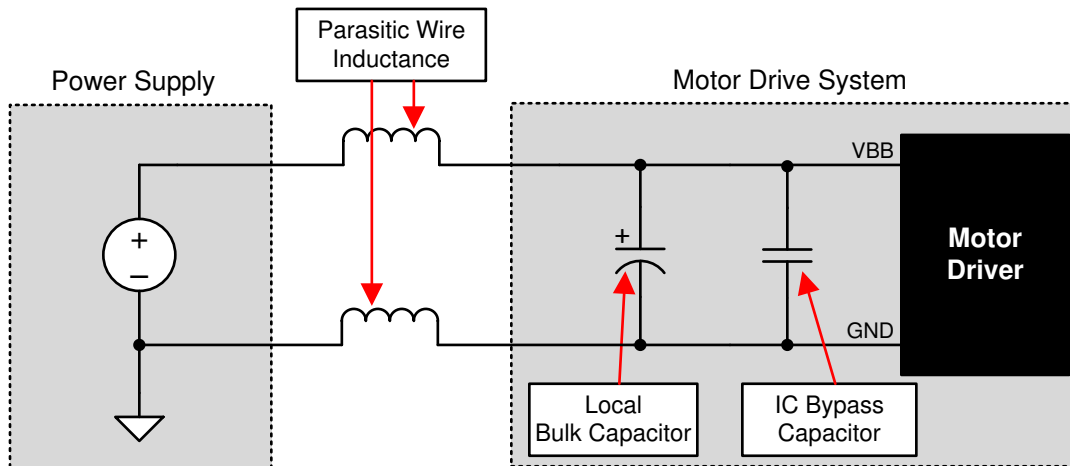 Parasitic Wire
Inductance
Power Supply
Motor Drive System
VBB
+
–
+
Motor
Driver
GND
Local
Bulk Capacitor
IC Bypass
Capacitor